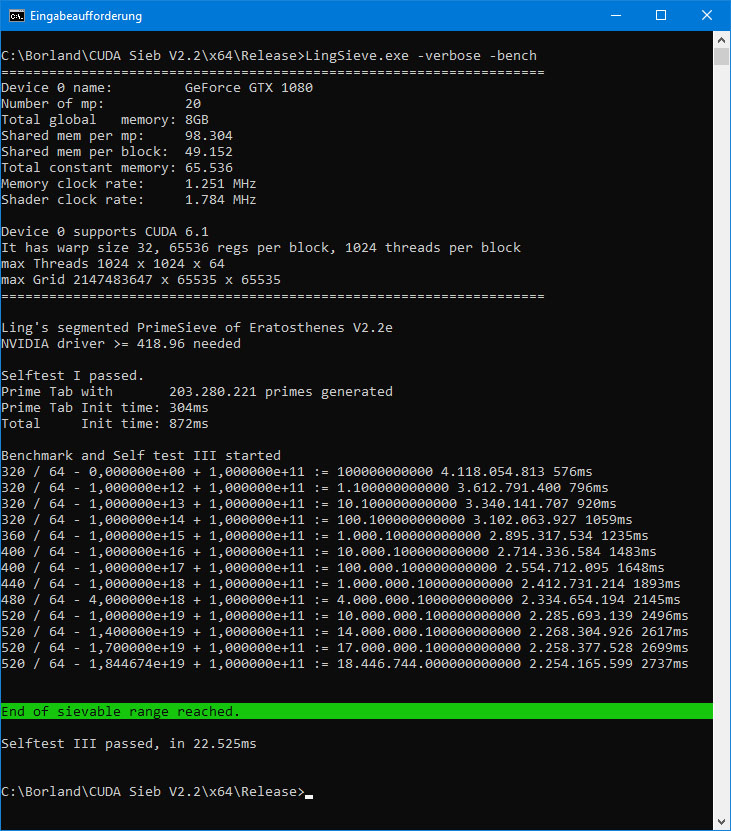 Eingabeaufforderung
C:\Borland\CUDA Sieb V2.2\x64\Release>LingSieve.exe -verbose -bench
====================================================================
Device 0 name:         GeForce GTX 1080
Number of mp:          20
Total global   memory: 8GB
Shared mem per mp:     98.304
Shared mem per block:  49.152
Total constant memory: 65.536
Memory clock rate:     1.251 MHz
Shader clock rate:     1.784 MHz
Device 0 supports CUDA 6.1
It has warp size 32, 65536 regs per block, 1024 threads per block
max Threads 1024 x 1024 x 64
max Grid 2147483647 x 65535 x 65535
====================================================================
Ling's segmented PrimeSieve of Eratosthenes V2.2e
NVIDIA driver >= 418.96 needed
Selftest I passed.
Prime Tab with       203.280.221 primes generated
Prime Tab Init time: 304ms
Total     Init time: 872ms
Benchmark and Self test III started
320 / 64 - 0,000000e+00 + 1,000000e+11 := 100000000000 4.118.054.813 576ms
320 / 64 - 1,000000e+12 + 1,000000e+11 := 1.100000000000 3.612.791.400 796ms
320 / 64 - 1,000000e+13 + 1,000000e+11 := 10.100000000000 3.340.141.707 920ms
320 / 64 - 1,000000e+14 + 1,000000e+11 := 100.100000000000 3.102.063.927 1059ms
360 / 64 - 1,000000e+15 + 1,000000e+11 := 1.000.100000000000 2.895.317.534 1235ms
400 / 64 - 1,000000e+16 + 1,000000e+11 := 10.000.100000000000 2.714.336.584 1483ms
400 / 64 - 1,000000e+17 + 1,000000e+11 := 100.000.100000000000 2.554.712.095 1648ms
440 / 64 - 1,000000e+18 + 1,000000e+11 := 1.000.000.100000000000 2.412.731.214 1893ms
480 / 64 - 4,000000e+18 + 1,000000e+11 := 4.000.000.100000000000 2.334.654.194 2145ms
520 / 64 - 1,000000e+19 + 1,000000e+11 := 10.000.000.100000000000 2.285.693.139 2496ms
520 / 64 - 1,400000e+19 + 1,000000e+11 := 14.000.000.100000000000 2.268.304.926 2617ms
520 / 64 - 1,700000e+19 + 1,000000e+11 := 17.000.000.100000000000 2.258.377.528 2699ms
520 / 64 - 1,844674e+19 + 1,000000e+11 := 18.446.744.000000000000 2.254.165.599 2737ms
End of sievable range reached.
Selftest III passed, in 22.525ms
C:\Borland\CUDA Sieb V2.2\x64\Release>